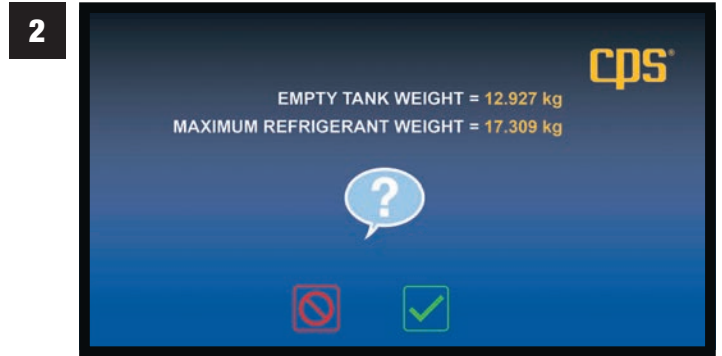 2
cps®
EMPTY TANK WEIGHT = 12.927 kg
MAXIMUM REFRIGERANT WEIGHT = 17.309 kg
?